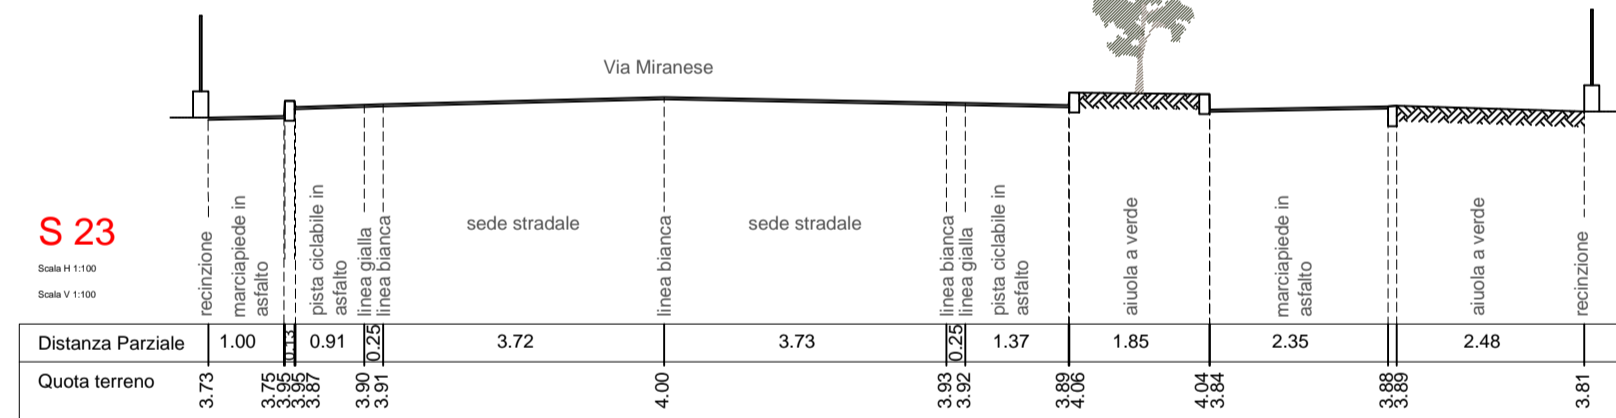 Via Miranese
S 23
Scala H 1:100
Scala V 1:100
recinzione
marciapiede in
asfalto
pista ciclabile in
asfalto
linea gialla
linea bianca
sede stradale
linea bianca
sede stradale
linea bianca
linea gialla
pista ciclabile in
asfalto
aiuola a verde
marciapiede in
asfalto
aiuola a verde
recinzione
Distanza Parziale 1.00 0.13 0.91 0.25 3.72 3.73 0.25 1.37 1.85 2.35 2.48
Quota terreno 3.73 3.75 3.95 3.95 3.87 3.90 3.91 4.00 3.93 3.92 3.89 4.06 4.04 3.84 3.88 3.89 3.81